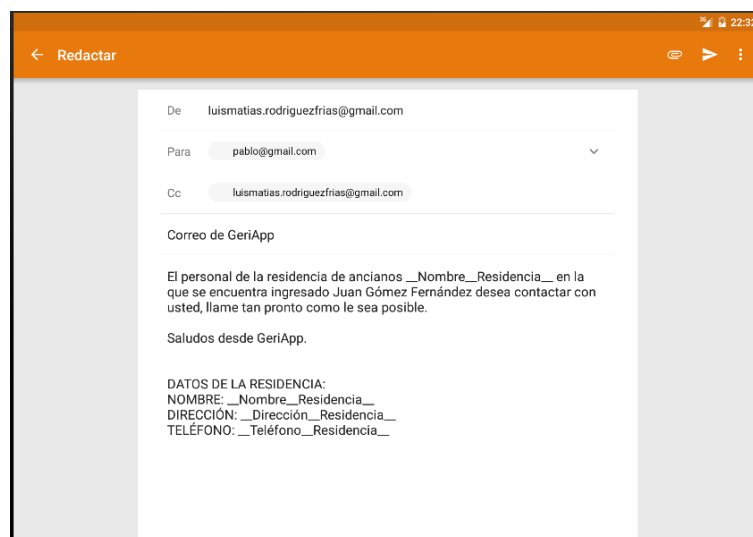 3G 22:32
Redactar
De luismatias.rodriguezfrias@gmail.com
Para pablo@gmail.com
Cc luismatias.rodriguezfrias@gmail.com
Correo de GeriApp
El personal de la residencia de ancianos __Nombre__Residencia__ en la
que se encuentra ingresado Juan Gómez Fernández desea contactar con
usted, llame tan pronto como le sea posible.
Saludos desde GeriApp.
DATOS DE LA RESIDENCIA:
NOMBRE: __Nombre__Residencia__
DIRECCIÓN: __Dirección__Residencia__
TELÉFONO: __Teléfono__Residencia__